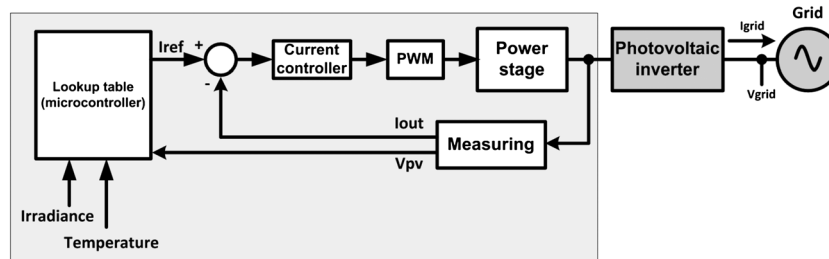 Lookup table
(microcontroller)
Iref
+
-
Current
controller
PWM
Power
stage
Photovoltaic
inverter
Igrid
Vgrid
Grid
Iout
Measuring
Vpv
Irradiance
Temperature